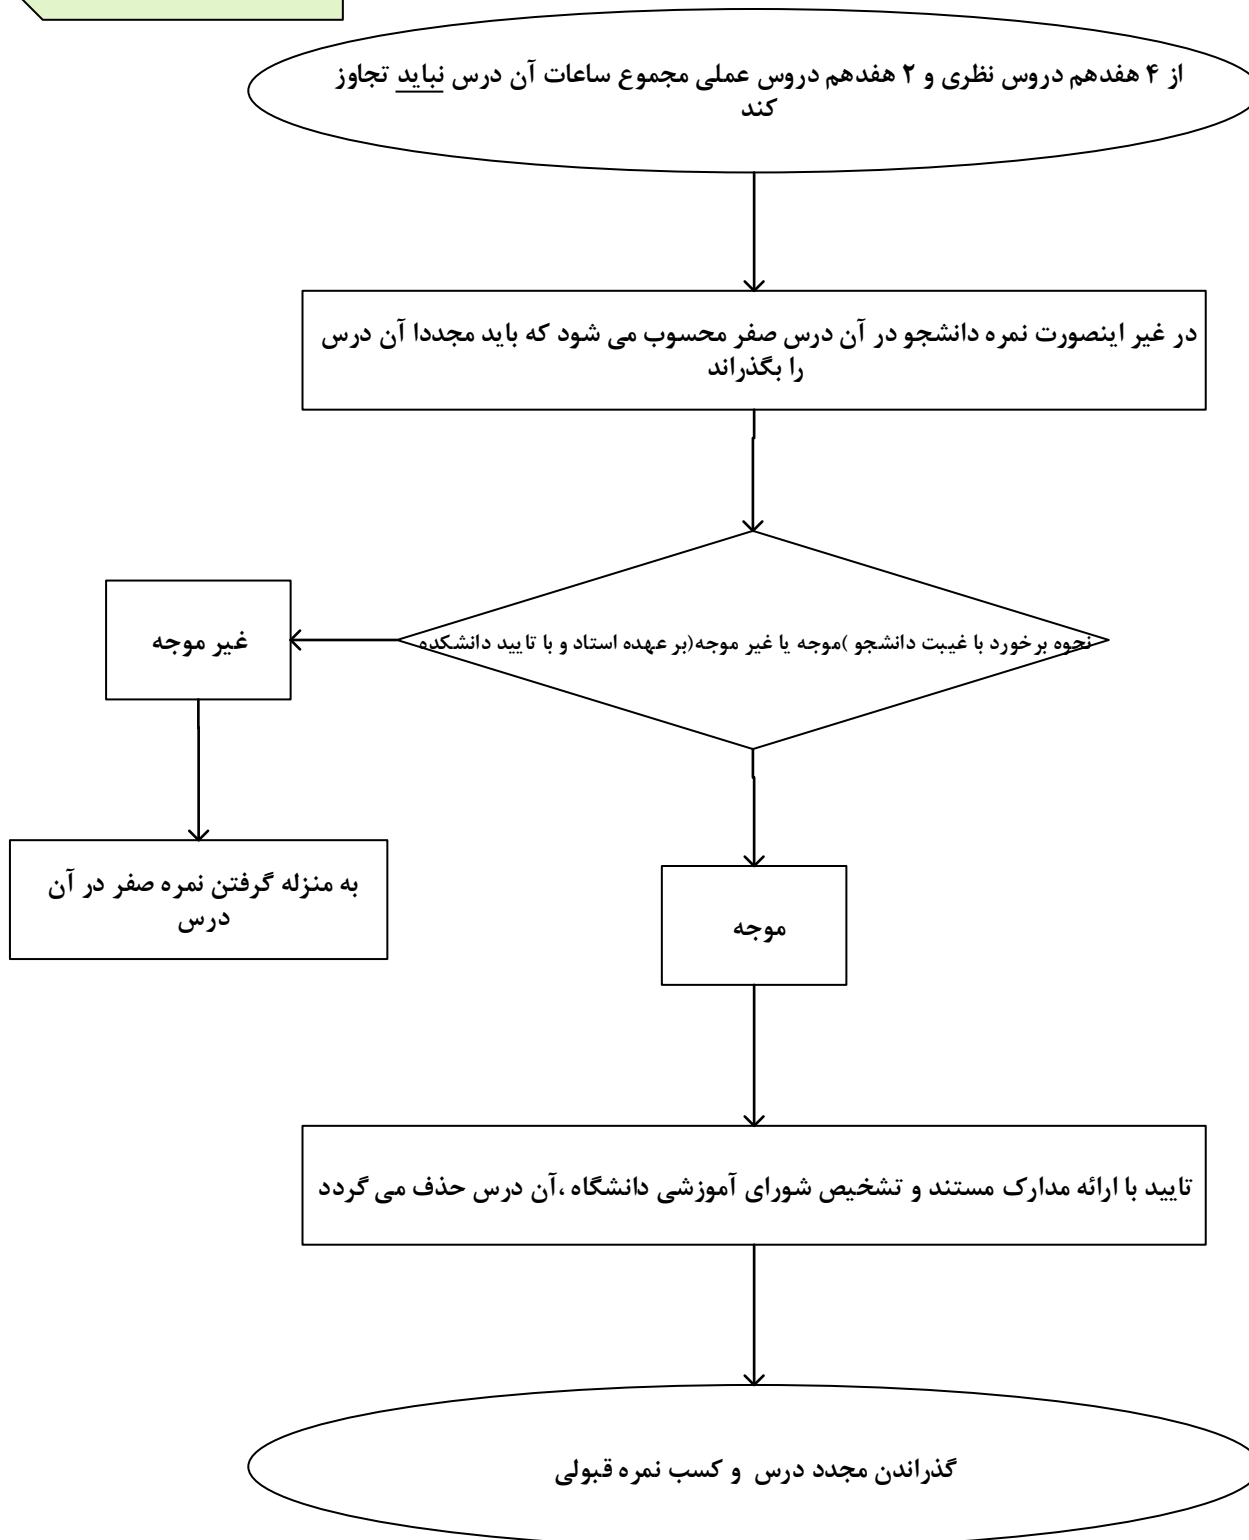 از ۴ هفدهم دروس نظری و ۲ هفدهم دروس عملی مجموع ساعات آن درس نباید تجاوز
کند
در غیر اینصورت نمره دانشجو در آن درس صفر محسوب می شود که باید مجددا آن درس
را بگذراند
نحوه برخورد با غیبت دانشجو )موجه یا غیر موجه(بر عهده استاد و با تایید دانشکده
غیر موجه
به منزله گرفتن نمره صفر در آن
درس
موجه
تایید با ارائه مدارک مستند و تشخیص شورای آموزشی دانشگاه ،آن درس حذف می گردد
گذراندن مجدد درس و کسب نمره قبولی